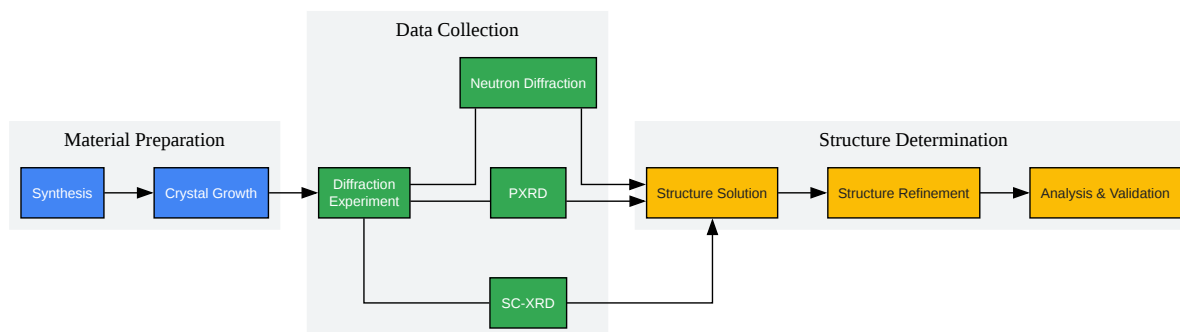 Material Preparation
Synthesis
Crystal Growth
Data Collection
Neutron Diffraction
Diffraction
Experiment
PXRD
SC-XRD
Structure Determination
Structure Solution
Structure Refinement
Analysis & Validation